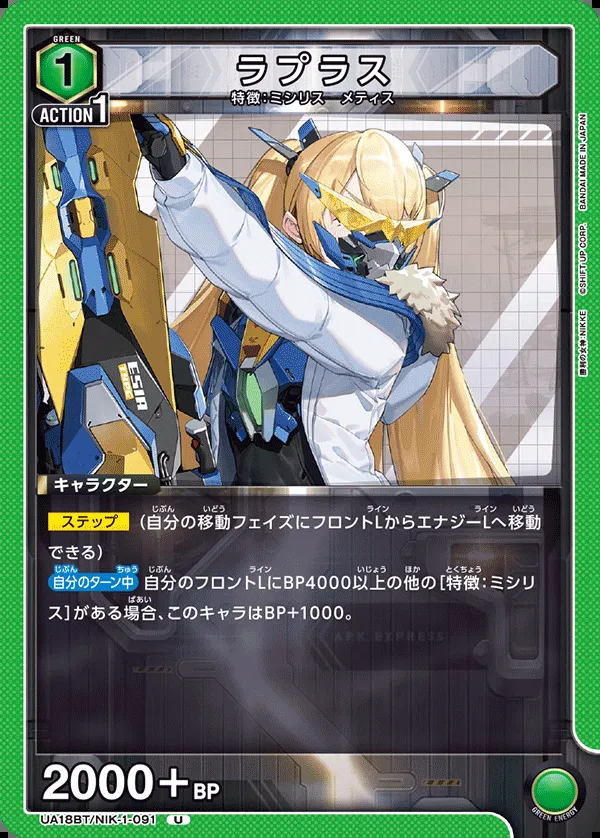 GREEN
1
ACTION 1
ラプラス
特徴:ミシリス メティス
勝利の女神:NIKKE ©SHIFT UP CORP. BANDAI MADE IN JAPAN
ESIA
キャラクター
ステップ (自分の移動フェイズにフロントLからエナジーLへ移動
できる)
自分のターン中 自分のフロントLにBP4000以上の他の[特徴:ミシリ
ス]がある場合、このキャラはBP+1000。
APK EXPRESS
2000+BP
UA18BT/NIK-1-091 U
GREEN ENERGY